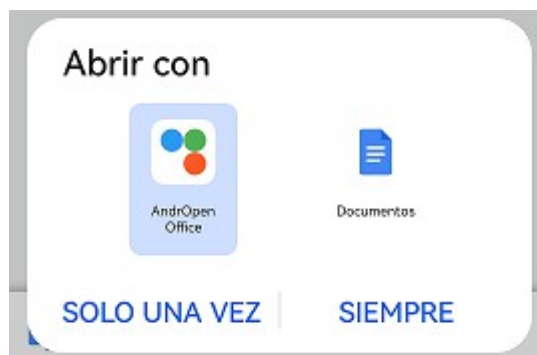 Abrir con
AndrOpen
Office
Documentos
SOLO UNA VEZ
SIEMPRE